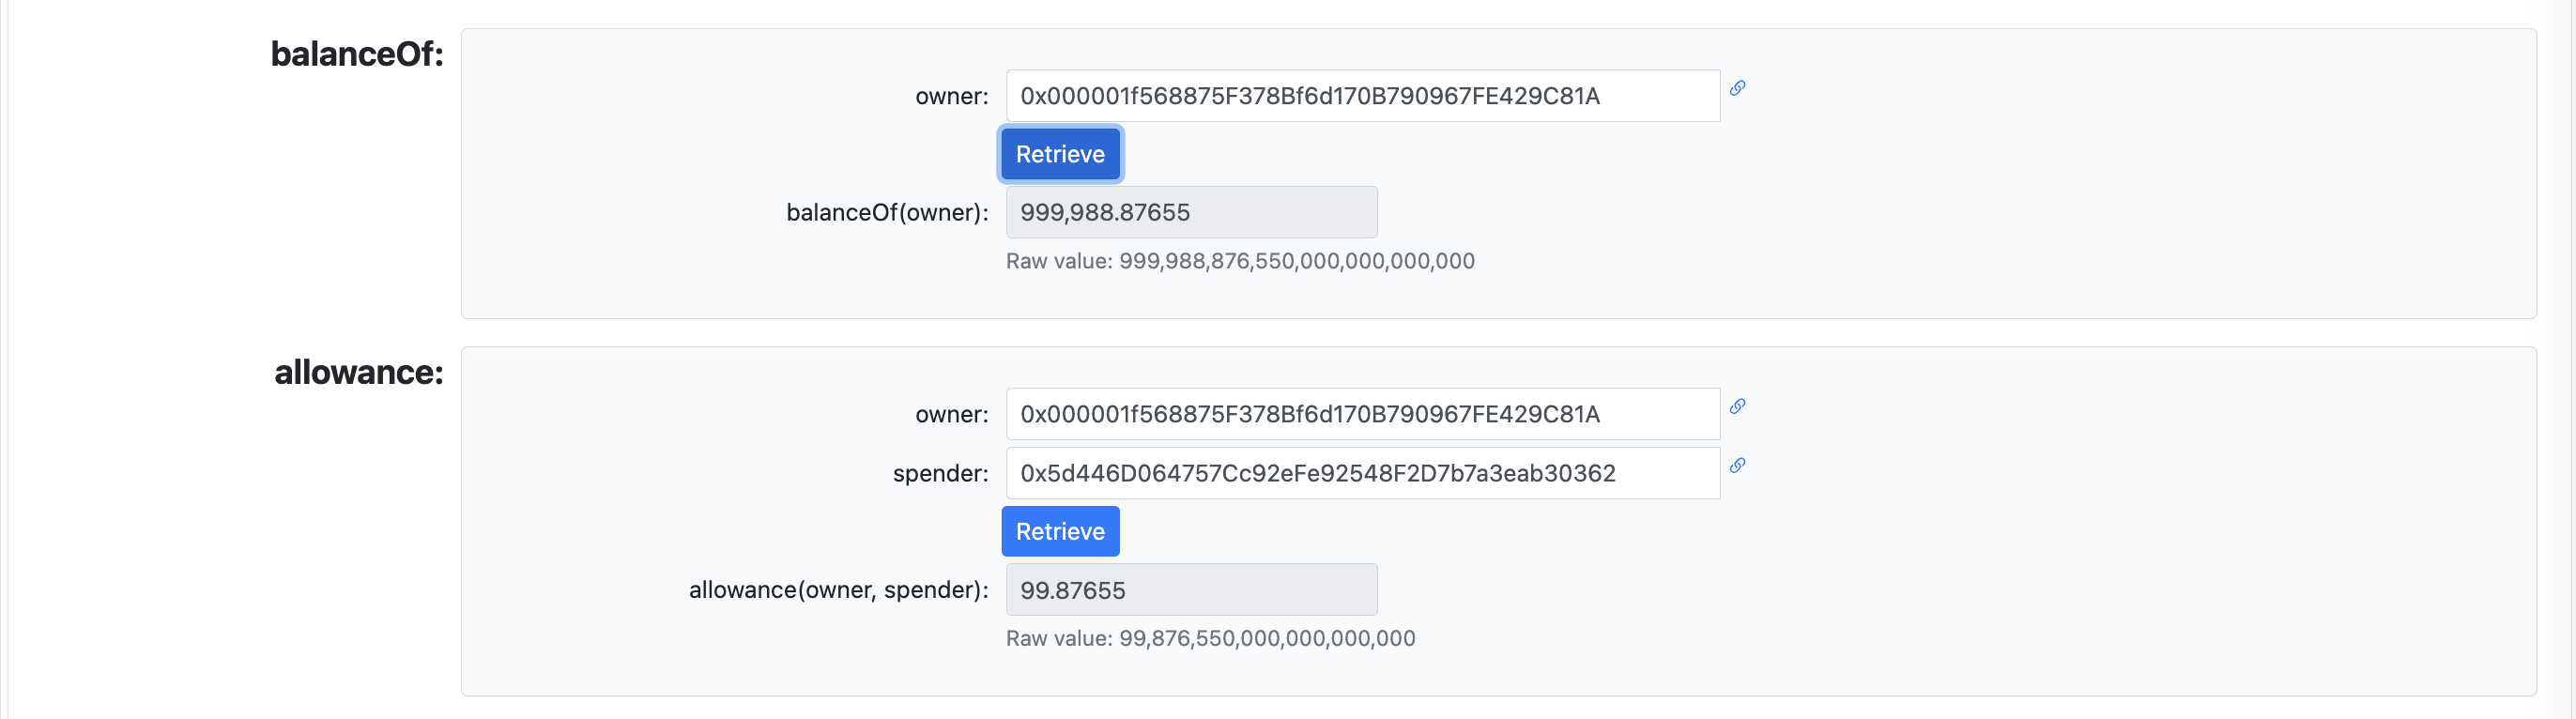 balanceOf:
owner: 0x000001f568875F378Bf6d170B790967FE429C81A
Retrieve
balanceOf(owner): 999,988.87655
Raw value: 999,988,876,550,000,000,000,000
allowance:
owner: 0x000001f568875F378Bf6d170B790967FE429C81A
spender: 0x5d446D064757Cc92eFe92548F2D7b7a3eab30362
Retrieve
allowance(owner, spender): 99.87655
Raw value: 99,876,550,000,000,000,000